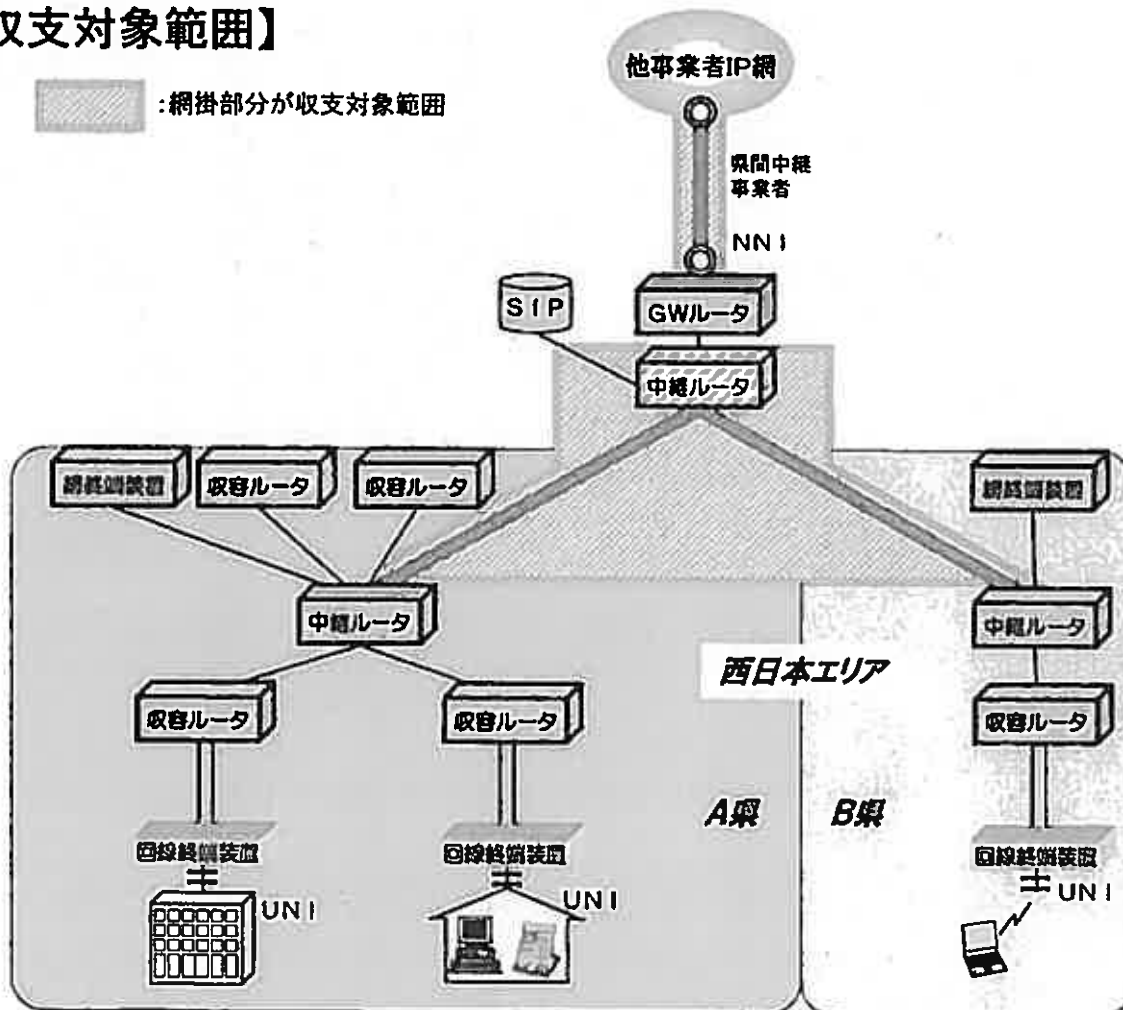 収支対象範囲】
:網掛部分が収支対象範囲
他事業者IP網
県間中継
事業者
NNI
SIP
GWルータ
中継ルータ
網終端装置
収容ルータ
収容ルータ
網終端装置
中継ルータ
中継ルータ
西日本エリア
収容ルータ
収容ルータ
収容ルータ
A県
B県
回線終端装置
回線終端装置
回線終端装置
UNI
UNI
UNI